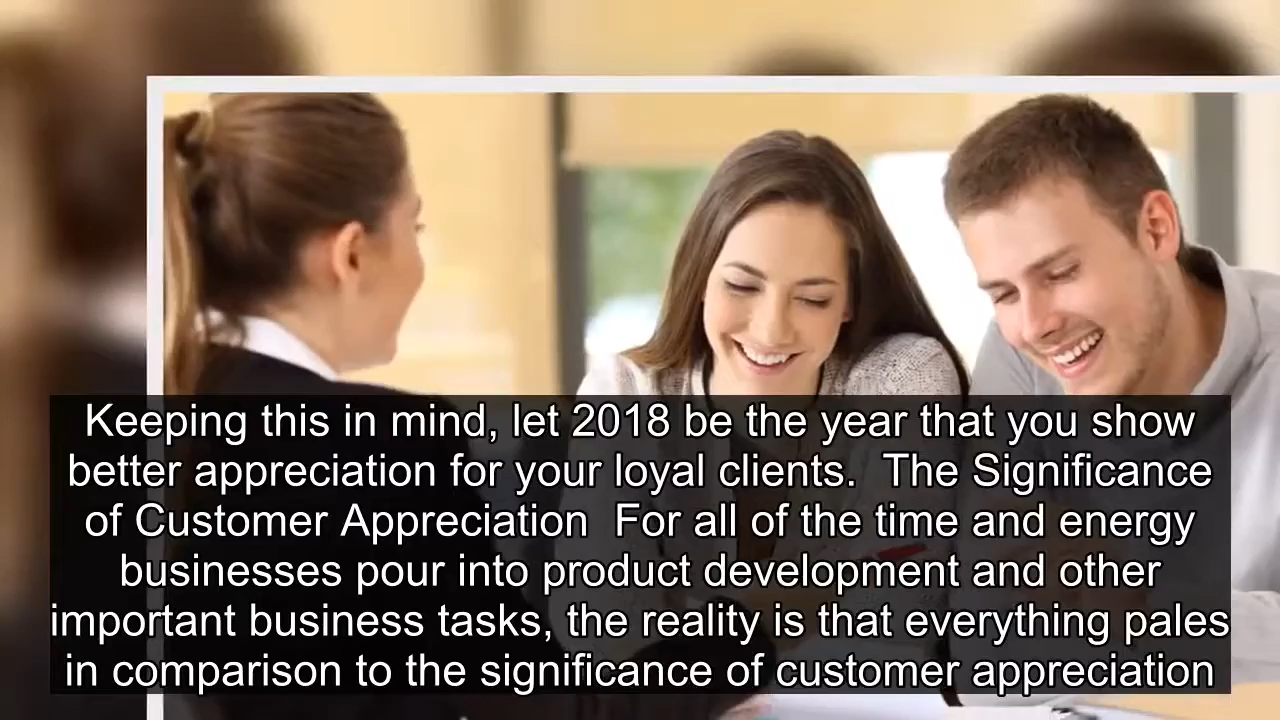 Keeping this in mind, let 2018 be the year that you show
better appreciation for your loyal clients.  The Significance
of Customer Appreciation  For all of the time and energy
businesses pour into product development and other
important business tasks, the reality is that everything pales
in comparison to the significance of customer appreciation